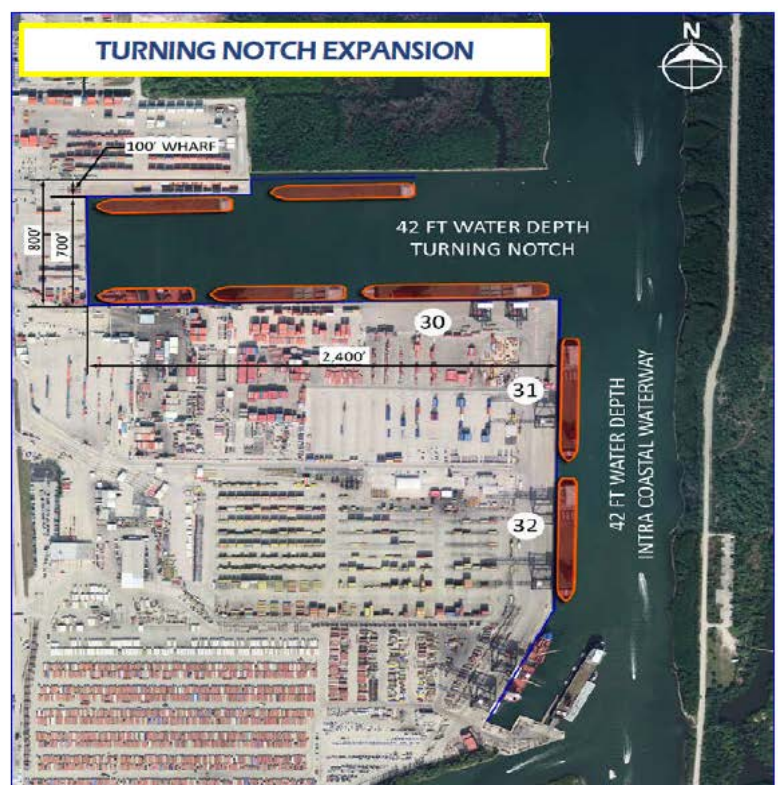 TURNING NOTCH EXPANSION
N
100' WHARF
800'
700'
42 FT WATER DEPTH
TURNING NOTCH
30
2,400'
31
32
42 FT WATER DEPTH
INTRA COASTAL WATERWAY